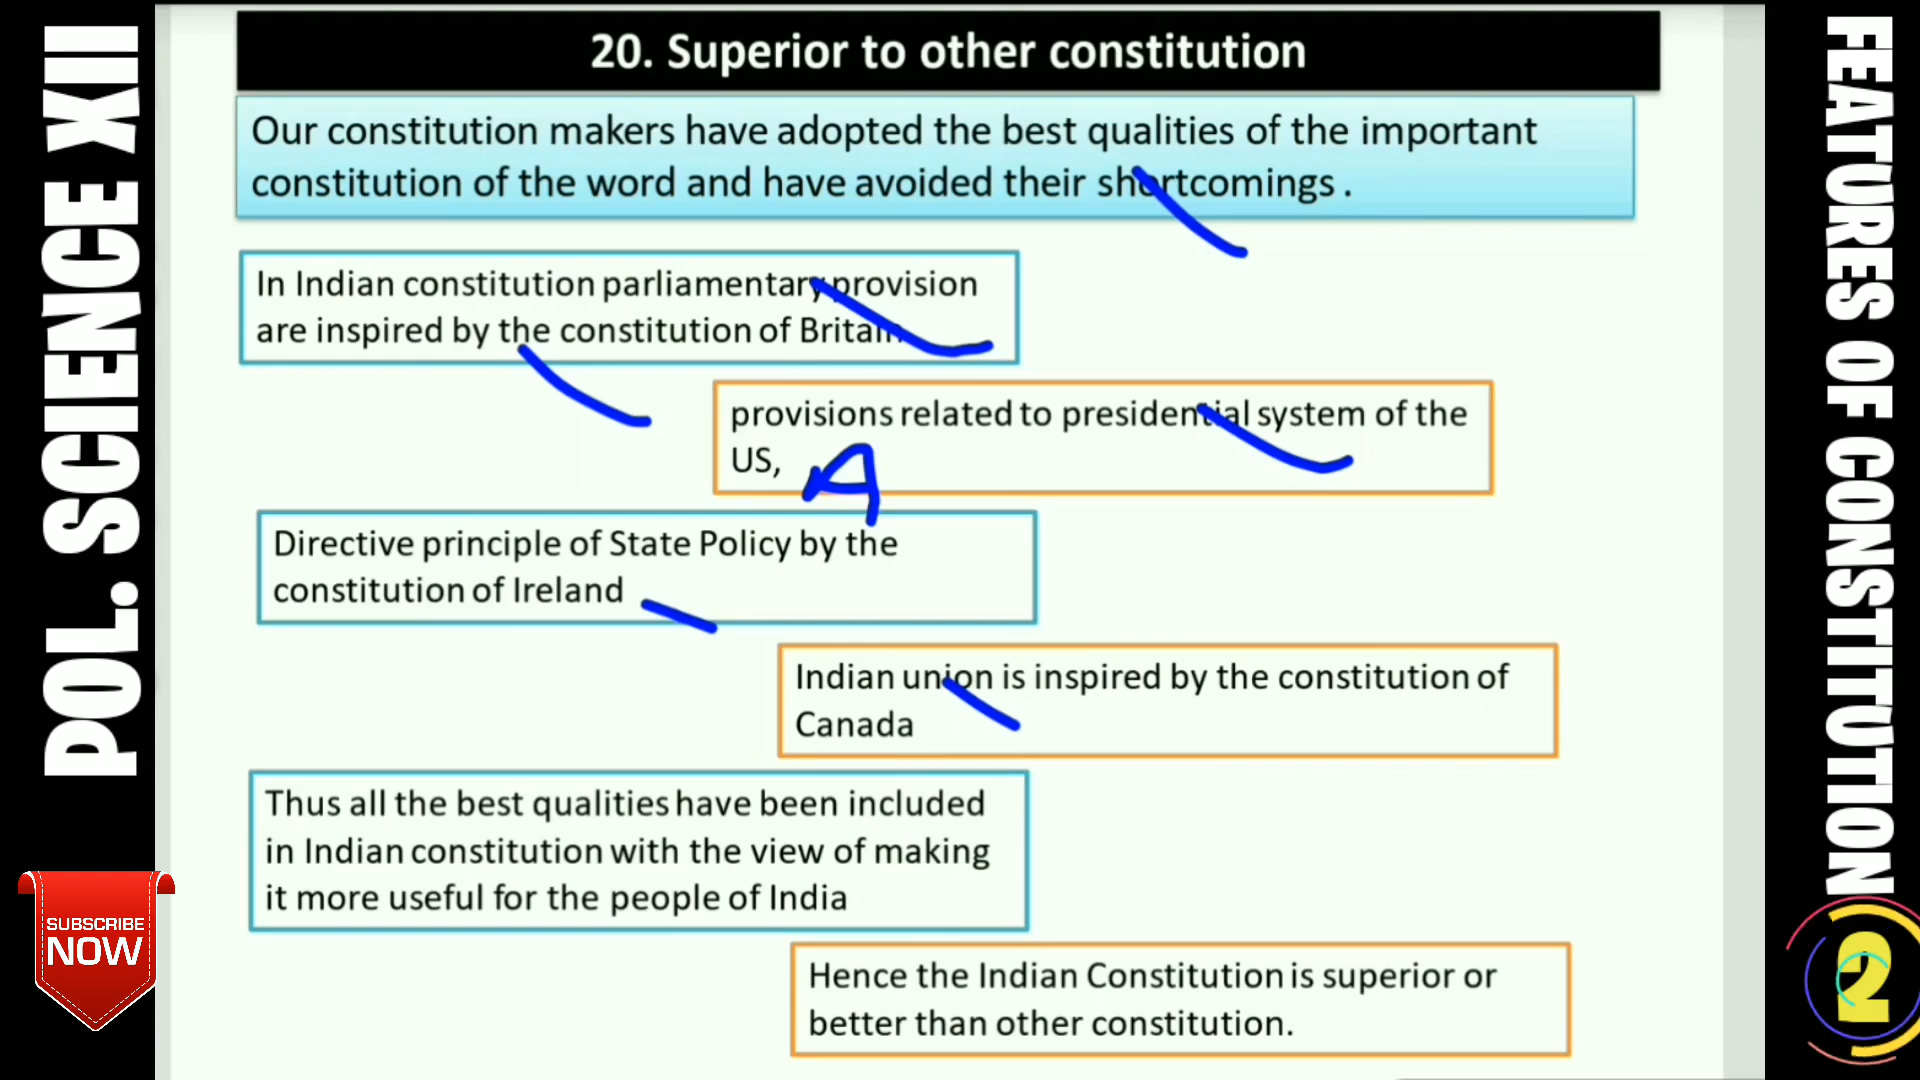 POL. SCIENCE XII
20. Superior to other constitution
Our constitution makers have adopted the best qualities of the important
constitution of the word and have avoided their shortcomings .
In Indian constitution parliamentary provision
are inspired by the constitution of Britain
provisions related to presidential system of the
US, A
Directive principle of State Policy by the
constitution of Ireland
Indian union is inspired by the constitution of
Canada
Thus all the best qualities have been included
in Indian constitution with the view of making
it more useful for the people of India
Hence the Indian Constitution is superior or
better than other constitution.
SUBSCRIBE
NOW
FEATURES OF CONSTITUTION
2